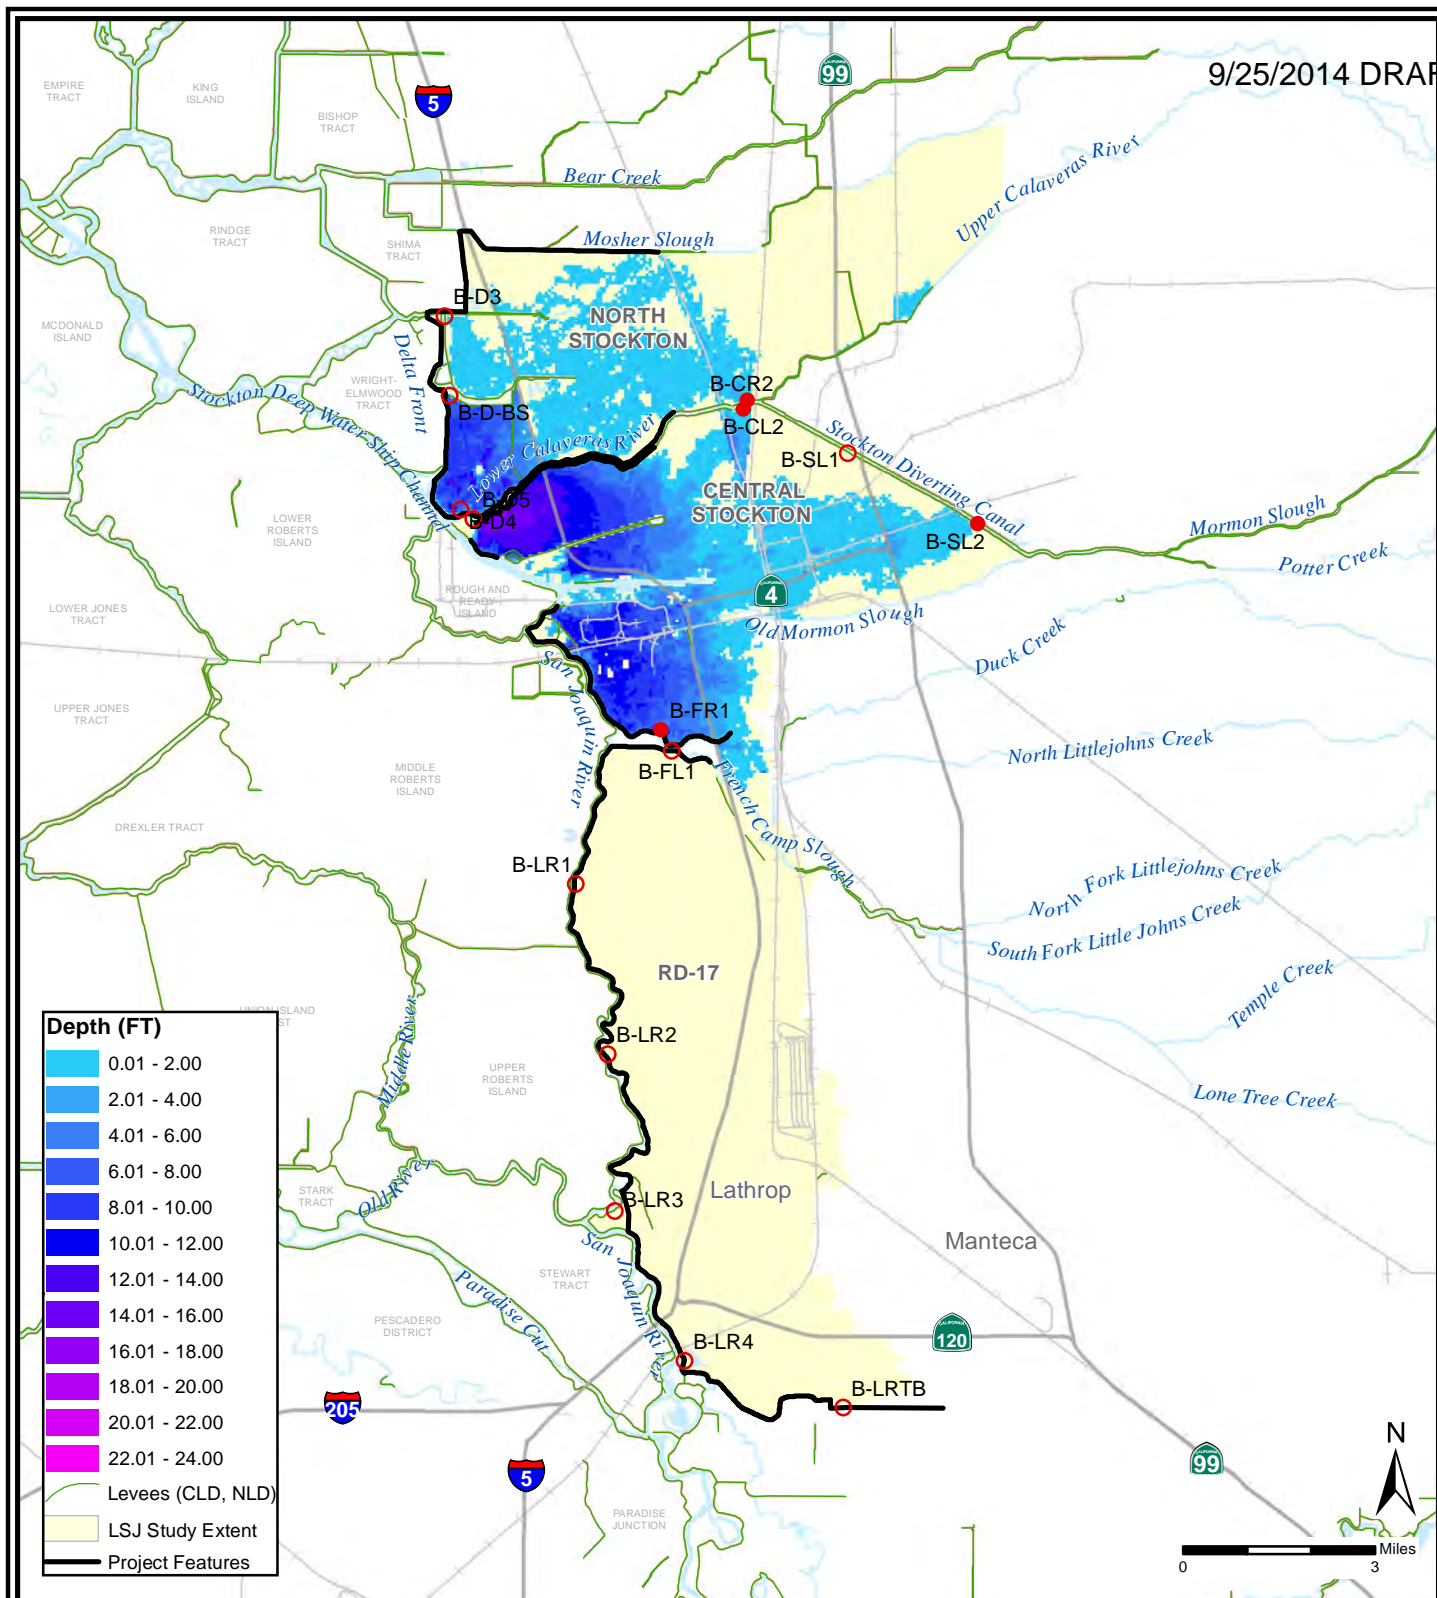 9/25/2014 DRAF
EMPIRE
TRACT
KING
ISLAND
BISHOP
TRACT
5
CALIFORNIA
99
Bear Creek
Upper Calaveras River
RINDGE
TRACT
SHIMA
TRACT
Mosher Slough
B-D3
NORTH
STOCKTON
MCDONALD
ISLAND
Delta Front
WRIGHT-
ELMWOOD
TRACT
Stockton Deep Water Ship Channel
B-D-BS
B-CR2
B-CL2
Lower Calaveras River
Stockton Diverting Canal
B-SL1
CENTRAL
STOCKTON
B-D5
B-D4
LOWER
ROBERTS
ISLAND
B-SL2
Mormon Slough
Potter Creek
ROUGH AND
READY
ISLAND
CALIFORNIA
4
LOWER JONES
TRACT
Old Mormon Slough
Duck Creek
San Joaquin River
UPPER JONES
TRACT
B-FR1
B-FL1
North Littlejohns Creek
MIDDLE
ROBERTS
ISLAND
French Camp Slough
DREXLER TRACT
B-LR1
North Fork Littlejohns Creek
South Fork Little Johns Creek
RD-17
Temple Creek
Middle River
B-LR2
UPPER
ROBERTS
ISLAND
Lone Tree Creek
STARK
TRACT
Old River
B-LR3
Lathrop
Manteca
San Joaquin River
STEWART
TRACT
Paradise Cut
PESCADERO
DISTRICT
CALIFORNIA
120
B-LR4
B-LRTB
205
5
CALIFORNIA
99
PARADISE
JUNCTION
ISLAND
Depth (FT)
0.01 - 2.00
2.01 - 4.00
4.01 - 6.00
6.01 - 8.00
8.01 - 10.00
10.01 - 12.00
12.01 - 14.00
14.01 - 16.00
16.01 - 18.00
18.01 - 20.00
20.01 - 22.00
22.01 - 24.00
Levees (CLD, NLD)
LSJ Study Extent
Project Features
N
Miles
0 3